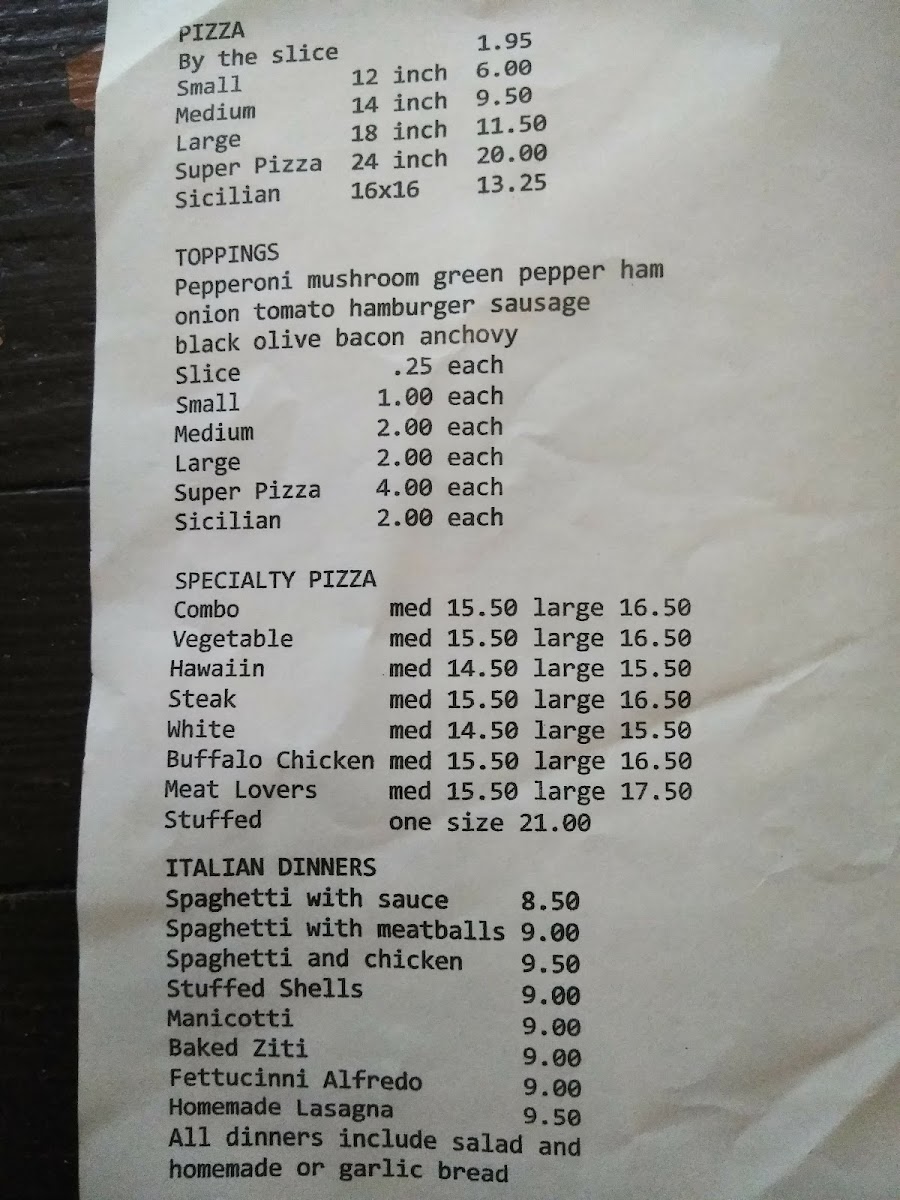 PIZZA
By the slice 1.95
Small 12 inch 6.00
Medium 14 inch 9.50
Large 18 inch 11.50
Super Pizza 24 inch 20.00
Sicilian 16x16 13.25
TOPPINGS
Pepperoni mushroom green pepper ham
onion tomato hamburger sausage
black olive bacon anchovy
Slice .25 each
Small 1.00 each
Medium 2.00 each
Large 2.00 each
Super Pizza 4.00 each
Sicilian 2.00 each
SPECIALTY PIZZA
Combo med 15.50 large 16.50
Vegetable med 15.50 large 16.50
Hawaiin med 14.50 large 15.50
Steak med 15.50 large 16.50
White med 14.50 large 15.50
Buffalo Chicken med 15.50 large 16.50
Meat Lovers med 15.50 large 17.50
Stuffed one size 21.00
ITALIAN DINNERS
Spaghetti with sauce 8.50
Spaghetti with meatballs 9.00
Spaghetti and chicken 9.50
Stuffed Shells 9.00
Manicotti 9.00
Baked Ziti 9.00
Fettucinni Alfredo 9.00
Homemade Lasagna 9.50
All dinners include salad and
homemade or garlic bread